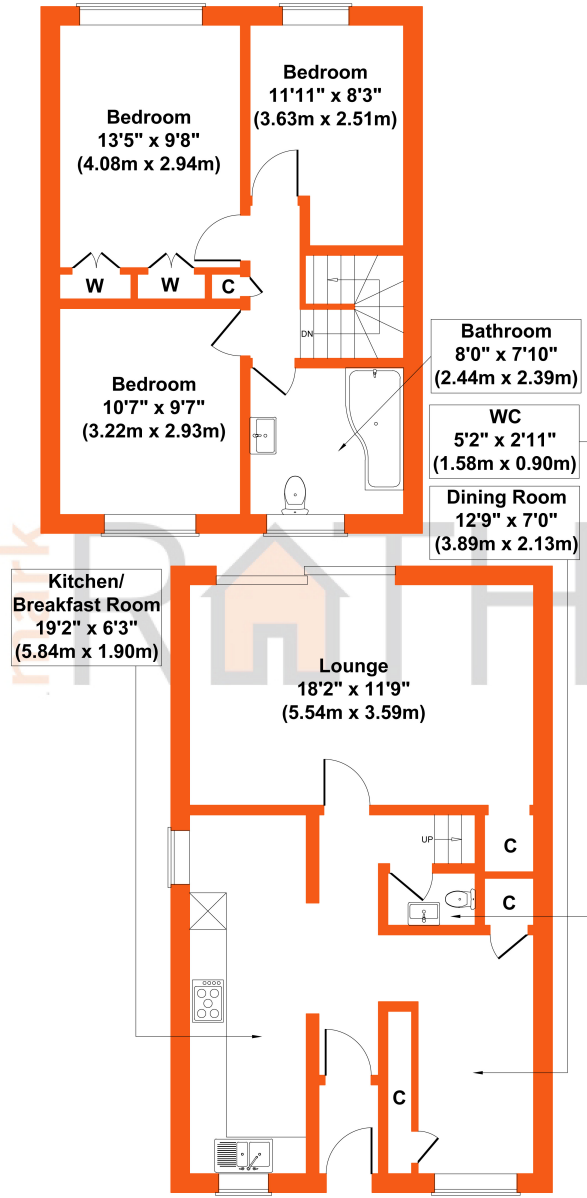 Bedroom
13'5" x 9'8"
(4.08m x 2.94m)
Bedroom
11'11" x 8'3"
(3.63m x 2.51m)
W
W
C
DN
Bedroom
10'7" x 9'7"
(3.22m x 2.93m)
Bathroom
8'0" x 7'10"
(2.44m x 2.39m)
WC
5'2" x 2'11"
(1.58m x 0.90m)
Dining Room
12'9" x 7'0"
(3.89m x 2.13m)
mark
RATH
Kitchen/
Breakfast Room
19'2" x 6'3"
(5.84m x 1.90m)
Lounge
18'2" x 11'9"
(5.54m x 3.59m)
UP
C
C
C